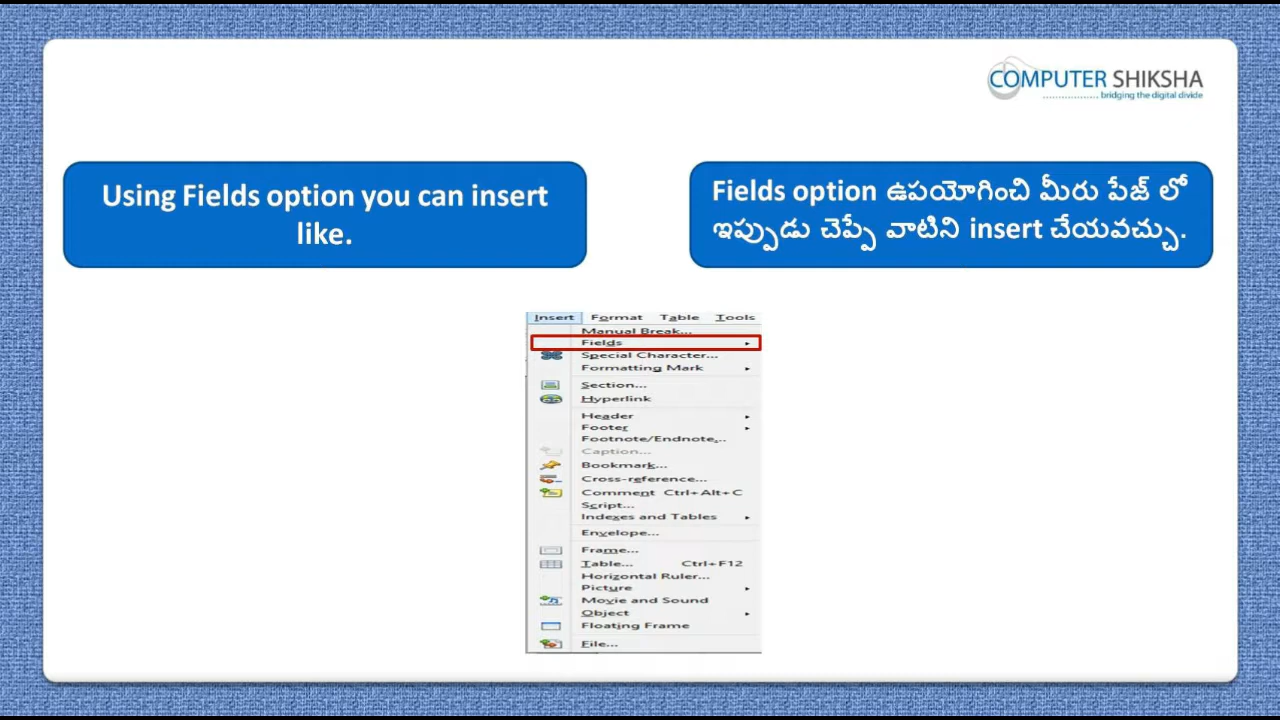 COMPUTER SHIKSHA
bridging the digital divide
Using Fields option you can insert
like.
Fields option ఉపయోగించి మీరు పేజ్ లో
ఇప్పుడు చెప్పే వాటిని insert చేయవచ్చు.
Insert Format Table Tools
Manual Break...
Fields
Special Character...
Formatting Mark
Section...
Hyperlink
Header
Footer
Footnote/Endnote...
Caption...
Bookmark...
Cross-reference...
Comment Ctrl+Alt+C
Script...
Indexes and Tables
Envelope...
Frame...
Table... Ctrl+F12
Horizontal Ruler...
Picture
Movie and Sound
Object
Floating Frame
File...